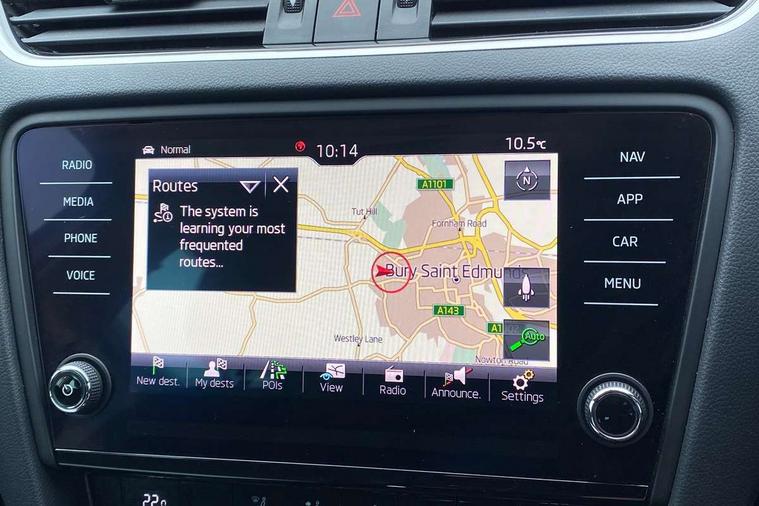 Normal
10:14
10.5°C
RADIO
MEDIA
PHONE
VOICE
NAV
APP
CAR
MENU
Routes
The system is
learning your most
frequented
routes...
N
A1101
Tut Hill
Fornham Road
Bury Saint Edmunds
A143
Westley Lane
Nowton Road
Auto
New dest.
My dests
POIs
View
Radio
Announce.
Settings